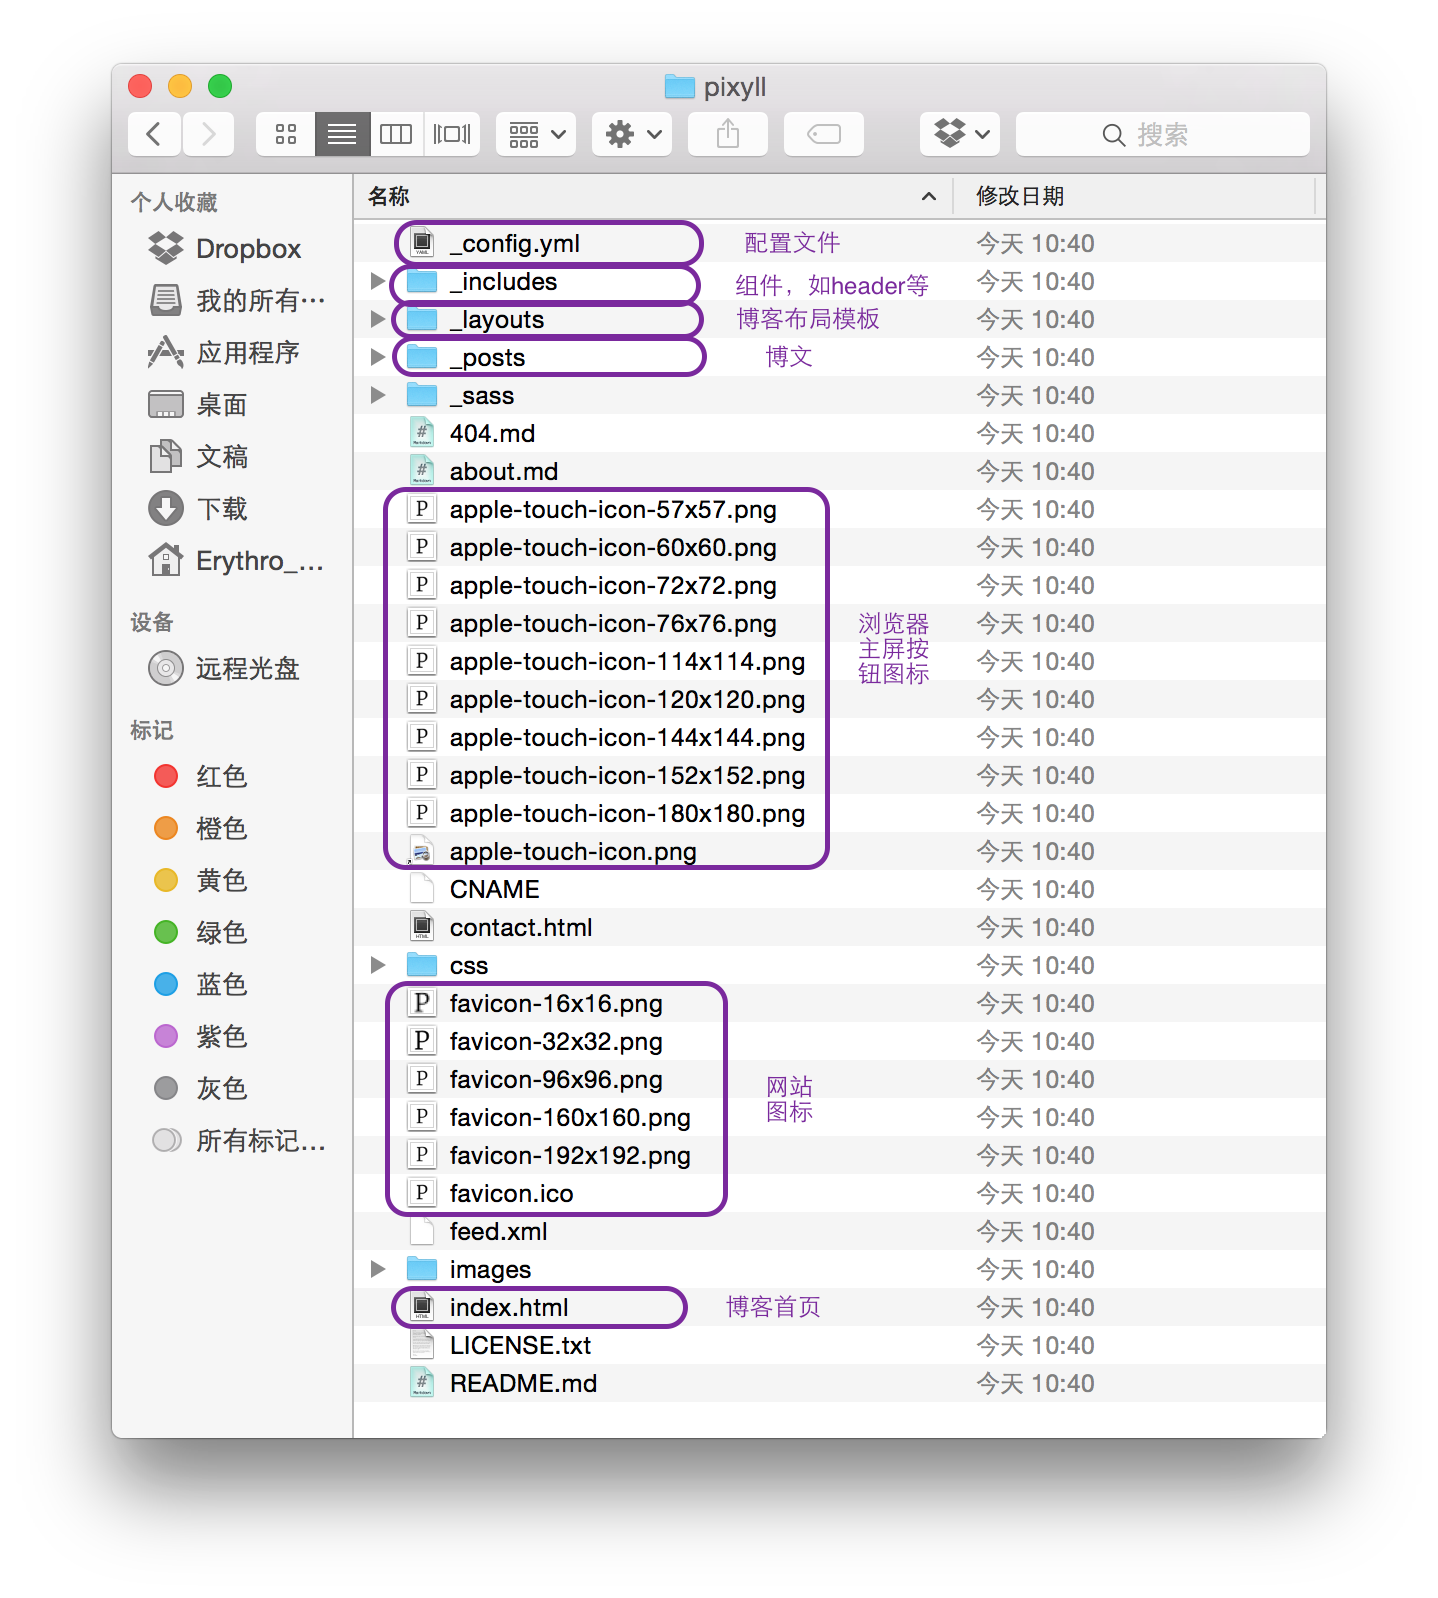 pixyll
搜索
个人收藏
Dropbox
我的所有…
应用程序
桌面
文稿
下载
Erythro_…
设备
远程光盘
标记
红色
橙色
黄色
绿色
蓝色
紫色
灰色
所有标记…
名称 修改日期
_config.yml 配置文件 今天 10:40
_includes 组件，如header等 今天 10:40
_layouts 博客布局模板 今天 10:40
_posts 博文 今天 10:40
_sass 今天 10:40
404.md 今天 10:40
about.md 今天 10:40
apple-touch-icon-57x57.png 今天 10:40
apple-touch-icon-60x60.png 今天 10:40
apple-touch-icon-72x72.png 今天 10:40
apple-touch-icon-76x76.png 今天 10:40
apple-touch-icon-114x114.png 今天 10:40
apple-touch-icon-120x120.png 今天 10:40
apple-touch-icon-144x144.png 今天 10:40
apple-touch-icon-152x152.png 今天 10:40
apple-touch-icon-180x180.png 今天 10:40
apple-touch-icon.png 今天 10:40
浏览器
主屏按
钮图标
CNAME 今天 10:40
contact.html 今天 10:40
css 今天 10:40
favicon-16x16.png 今天 10:40
favicon-32x32.png 今天 10:40
favicon-96x96.png 今天 10:40
favicon-160x160.png 今天 10:40
favicon-192x192.png 今天 10:40
favicon.ico 今天 10:40
网站
图标
feed.xml 今天 10:40
images 今天 10:40
index.html 博客首页 今天 10:40
LICENSE.txt 今天 10:40
README.md 今天 10:40